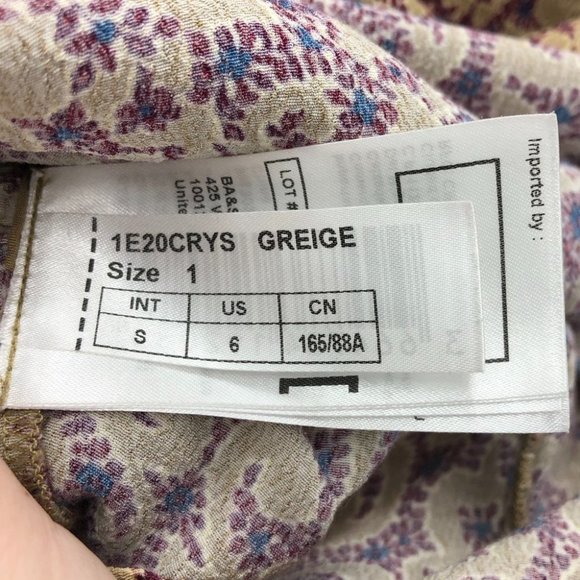 1E20CRYS GREIGE
Size 1
INT US CN
S 6 165/88A
LOT #
BA&S
425 
1001
Unite
Imported by :